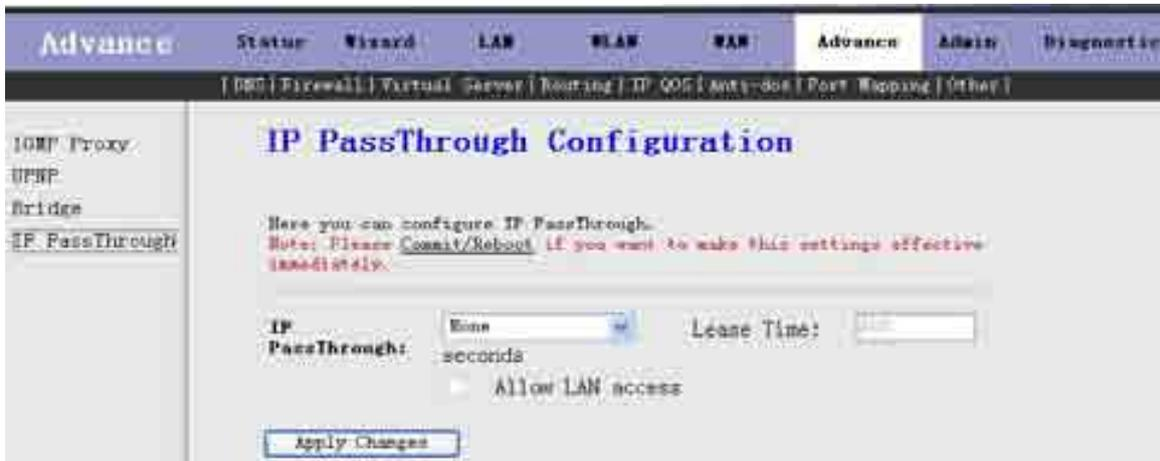 Advance
Status Wizard LAN WLAN WAN Advance Admin Diagnostic
| DNS | Firewall | Virtual Server | Routing | IP QOS | Anti-dos | Port Mapping | Other |
IGMP Proxy
UPNP
Bridge
IP PassThrough
IP PassThrough Configuration
Here you can configure IP PassThrough.
Note: Please Commit/Reboot if you want to make this settings effective
immediately.
IP
PassThrough:
None
Lease Time:
seconds
Allow LAN access
Apply Changes